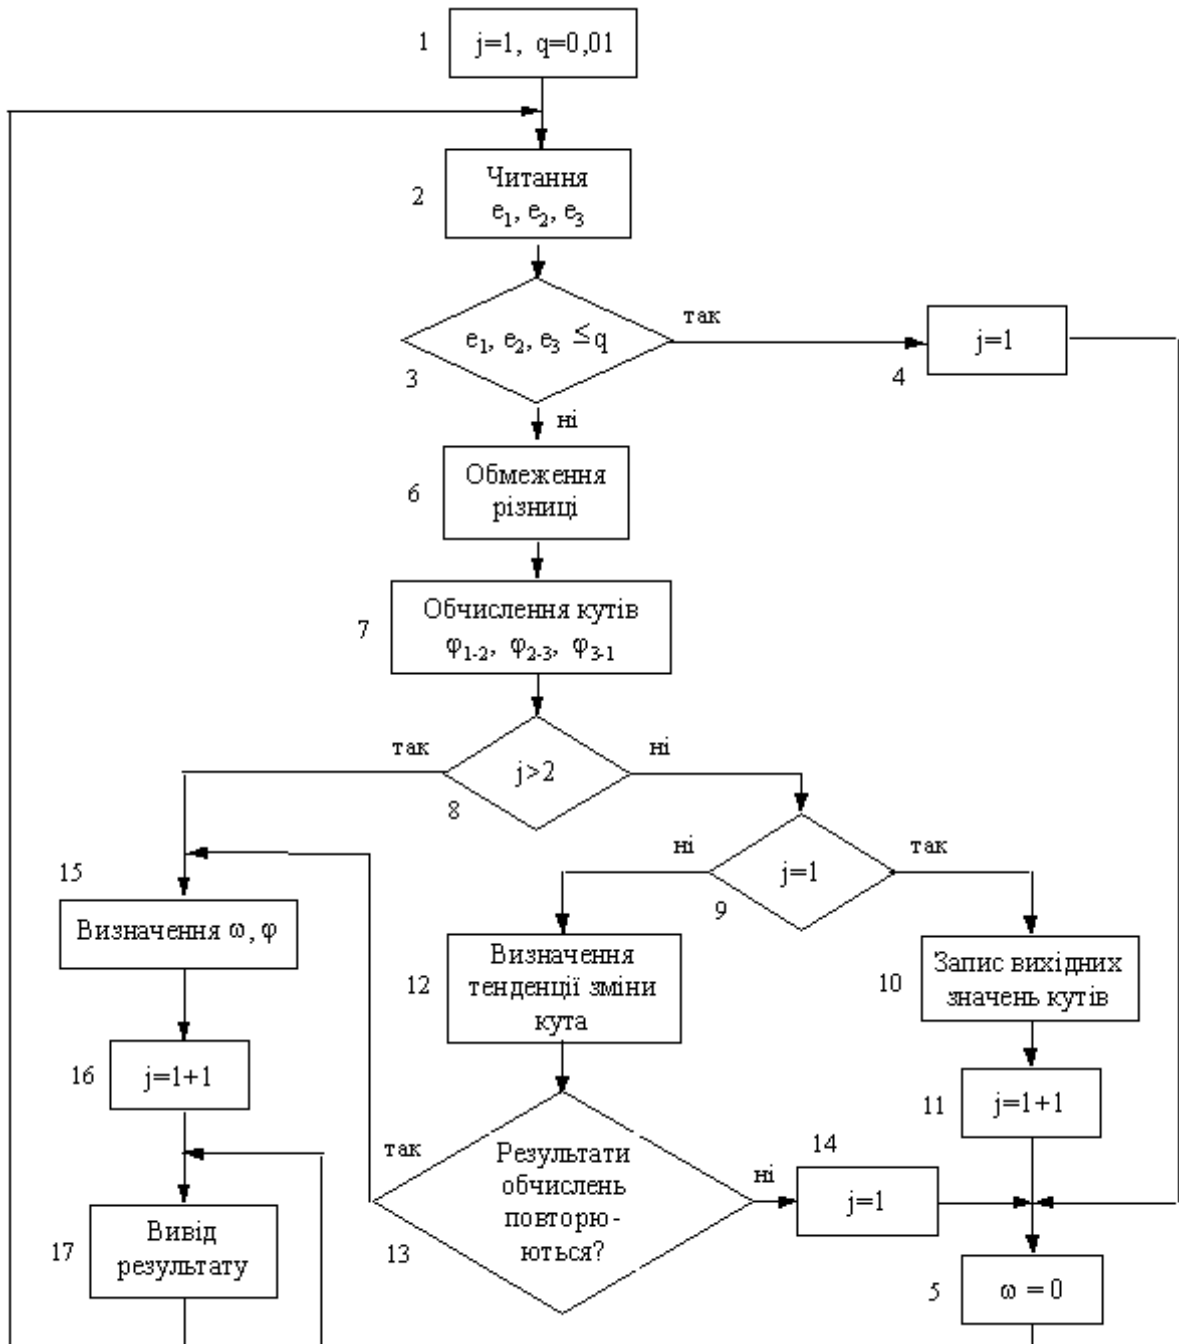 1
j=1, q=0,01
2
Читання
e₁, e₂, e₃
e₁, e₂, e₃ ≤ q
так
3
ні
4
j=1
6
Обмеження
різниці
7
Обчислення кутів
φ₁₋₂, φ₂₋₃, φ₃₋₁
так
ні
j>2
8
ні
так
j=1
9
15
Визначення ω, φ
12
Визначення
тенденції зміни
кута
10
Запис вихідних
значень кутів
16
j=1+1
11
j=1+1
так
Результати
обчислень
повторю-
ються?
ні
13
14
j=1
17
Вивід
результату
5
ω = 0